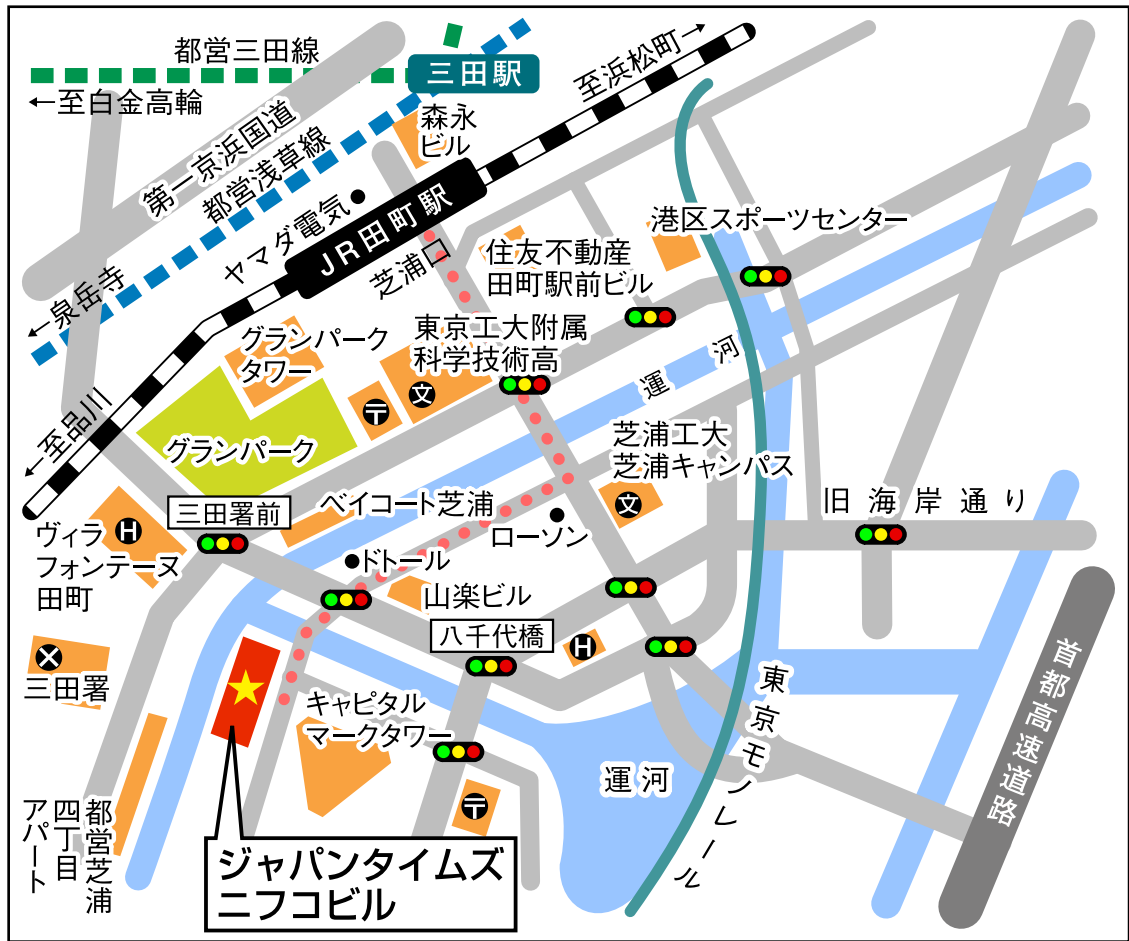 都営三田線
←至白金高輪
三田駅
至浜松町→
第一京浜国道
都営浅草線
←泉岳寺
森永
ビル
ヤマダ電気
JR田町駅
芝浦口
住友不動産
田町駅前ビル
港区スポーツセンター
グランパーク
タワー
東京工大附属
科学技術高
文
〒
←至品川
グランパーク
運河
芝浦工大
芝浦キャンパス
文
旧海岸通り
三田署前
ベイコート芝浦
ローソン
H
ヴィラ
フォンテーヌ
田町
ドトール
山楽ビル
八千代橋
H
三田署
キャピタル
マークタワー
〒
運河
東京モノレール
首都高速道路
都営芝浦
四丁目
アパート
ジャパンタイムズ
ニフコビル